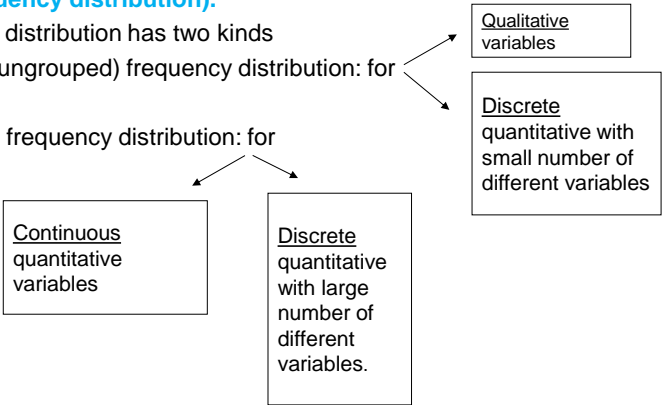 uency distribution).
distribution has two kinds
ungrouped) frequency distribution: for
Qualitative
variables
Discrete
quantitative with
small number of
different variables
frequency distribution: for
Continuous
quantitative
variables
Discrete
quantitative
with large
number of
different
variables.